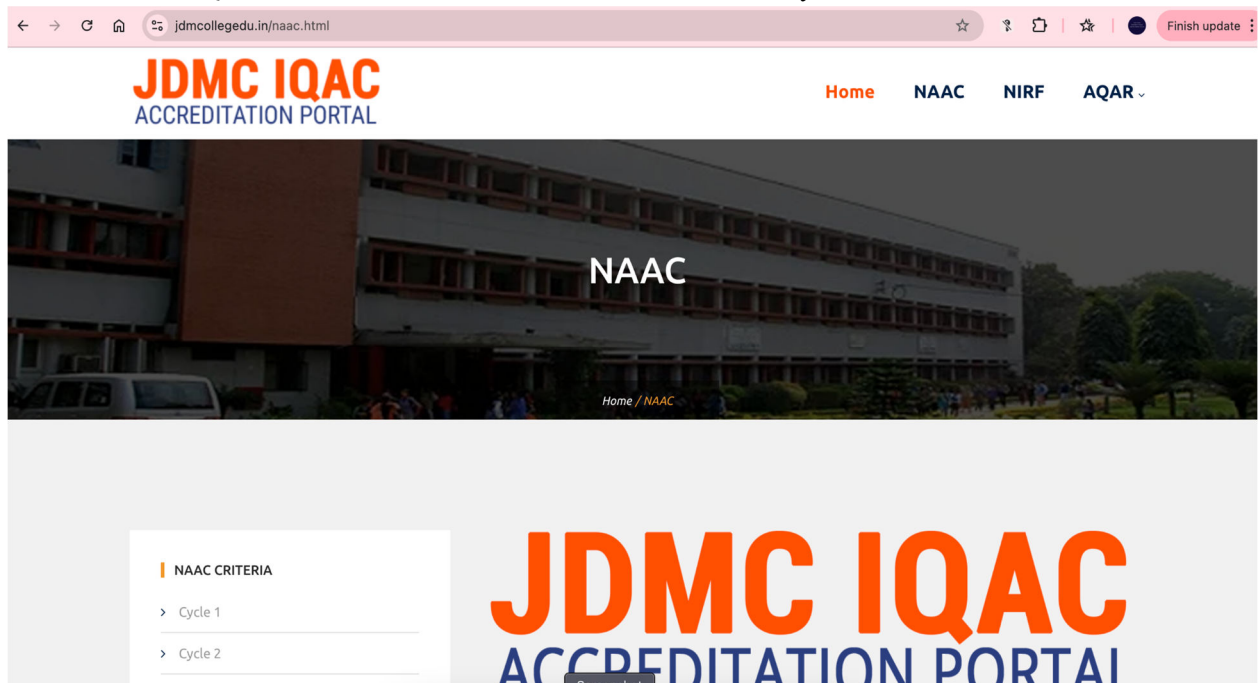 jdmcollegedu.in/naac.html
Finish update
JDMC IQAC
ACCREDITATION PORTAL
Home NAAC NIRF AQAR
NAAC
Home / NAAC
NAAC CRITERIA
Cycle 1
Cycle 2
JDMC IQAC
ACCREDITATION PORTAL